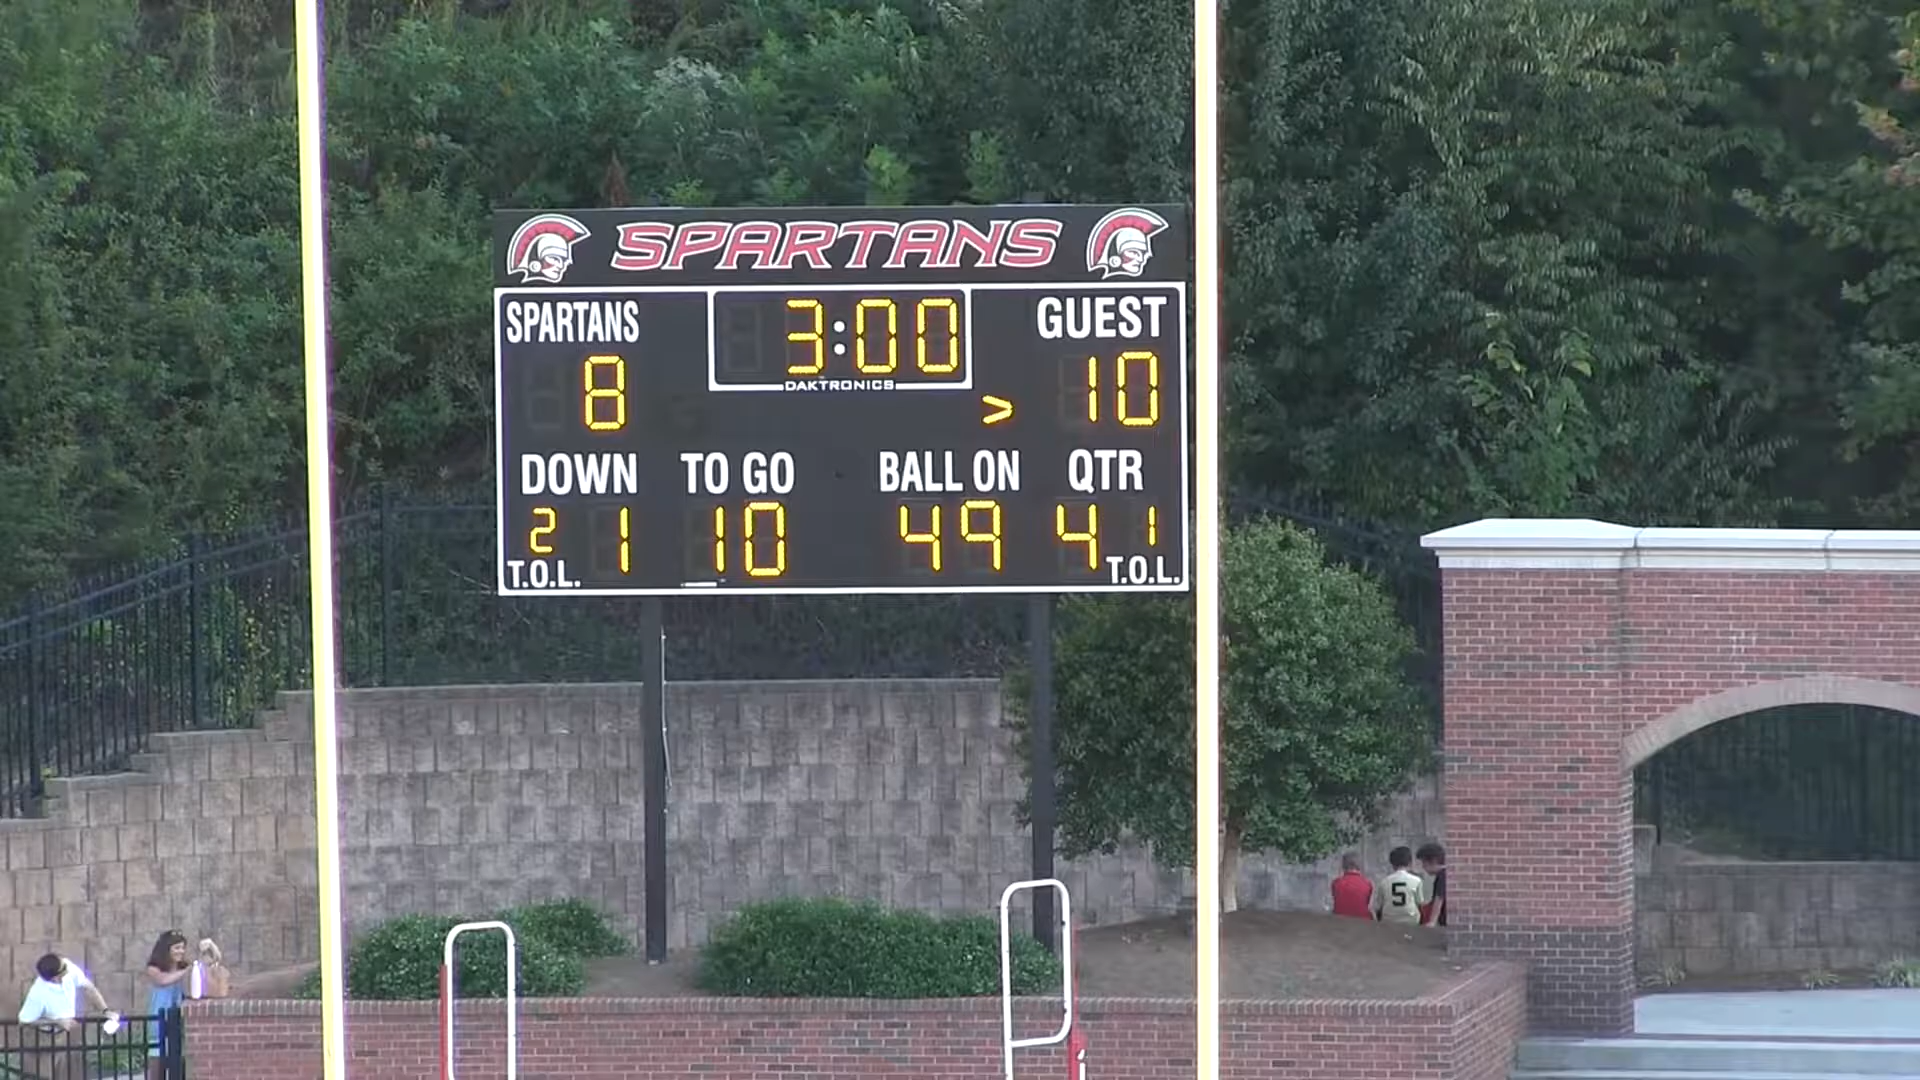 SPARTANS
SPARTANS 3:00 GUEST
DAKTRONICS
8 > 10
DOWN TO GO BALL ON QTR
2 1 10 49 4 1
T.O.L. T.O.L.
5